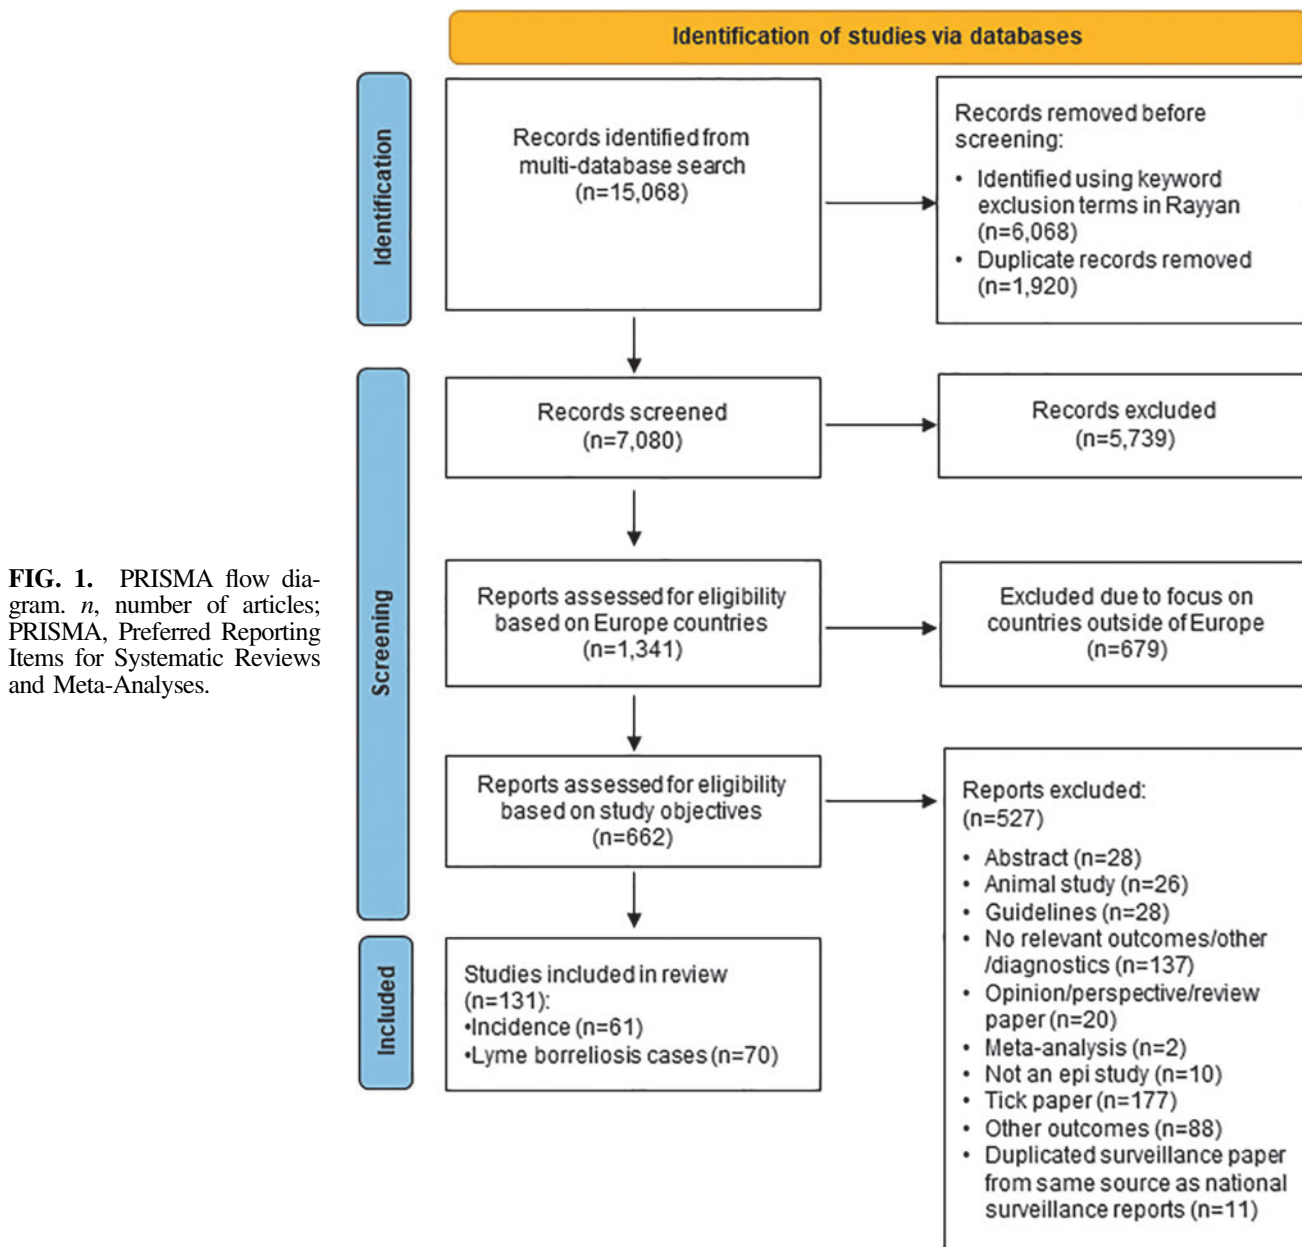 Identification of studies via databases
Identification
Records identified from
multi-database search
(n=15,068)
Records removed before
screening:
• Identified using keyword
exclusion terms in Rayyan
(n=6,068)
• Duplicate records removed
(n=1,920)
Screening
Records screened
(n=7,080)
Records excluded
(n=5,739)
Reports assessed for eligibility
based on Europe countries
(n=1,341)
Excluded due to focus on
countries outside of Europe
(n=679)
Reports assessed for eligibility
based on study objectives
(n=662)
Reports excluded:
(n=527)
• Abstract (n=28)
• Animal study (n=26)
• Guidelines (n=28)
• No relevant outcomes/other
/diagnostics (n=137)
• Opinion/perspective/review
paper (n=20)
• Meta-analysis (n=2)
• Not an epi study (n=10)
• Tick paper (n=177)
• Other outcomes (n=88)
• Duplicated surveillance paper
from same source as national
surveillance reports (n=11)
Included
Studies included in review
(n=131):
•Incidence (n=61)
•Lyme borreliosis cases (n=70)
FIG. 1. PRISMA flow dia-
gram. n, number of articles;
PRISMA, Preferred Reporting
Items for Systematic Reviews
and Meta-Analyses.